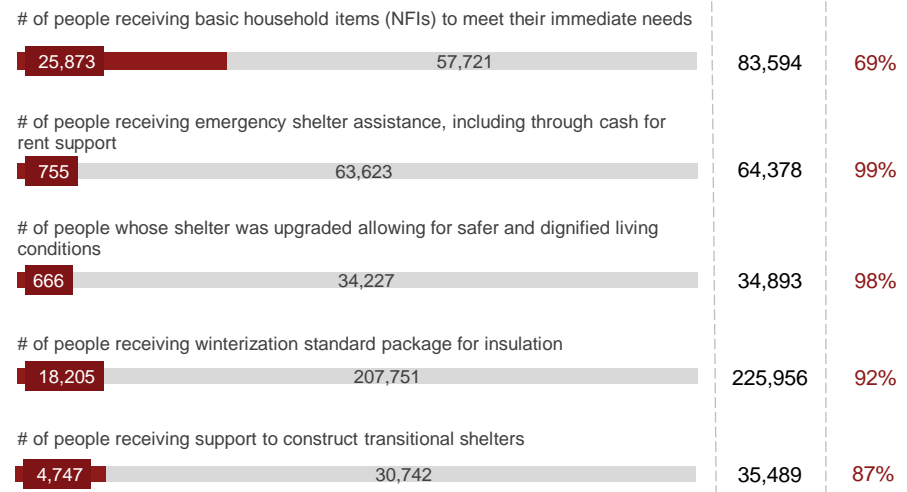 # of people receiving basic household items (NFIs) to meet their immediate needs
25,873 57,721 83,594 69%
# of people receiving emergency shelter assistance, including through cash for
rent support
755 63,623 64,378 99%
# of people whose shelter was upgraded allowing for safer and dignified living
conditions
666 34,227 34,893 98%
# of people receiving winterization standard package for insulation
18,205 207,751 225,956 92%
# of people receiving support to construct transitional shelters
4,747 30,742 35,489 87%